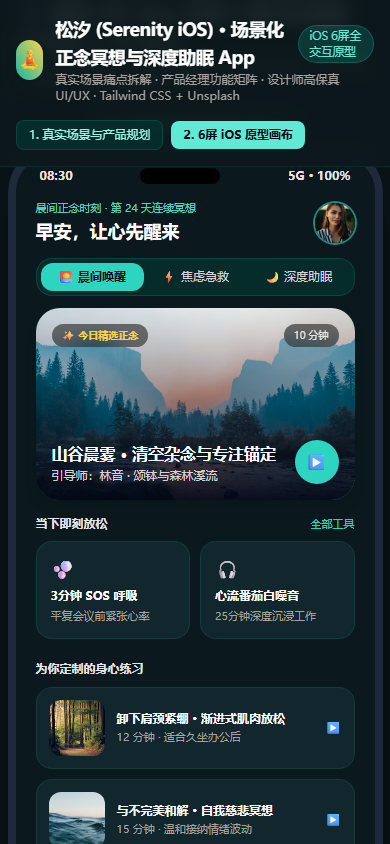 松汐 (Serenity iOS) • 场景化
正念冥想与深度助眠 App
iOS 6屏全
交互原型
真实场景痛点拆解 · 产品经理功能矩阵 · 设计师高保真
UI/UX · Tailwind CSS + Unsplash
1. 真实场景与产品规划
2. 6屏 iOS 原型画布
08:30
5G • 100%
晨间正念时刻 · 第 24 天连续冥想
早安，让心先醒来
晨间唤醒
焦虑急救
深度助眠
今日精选正念
10 分钟
山谷晨雾 • 清空杂念与专注锚定
引导师：林音 · 颂钵与森林溪流
当下即刻放松
全部工具
3分钟 SOS 呼吸
平复会议前紧张心率
心流番茄白噪音
25分钟深度沉浸工作
为你定制的身心练习
卸下肩颈紧绷 • 渐进式肌肉放松
12 分钟 · 适合久坐办公后
与不完美和解 • 自我慈悲冥想
15 分钟 · 温和接纳情绪波动